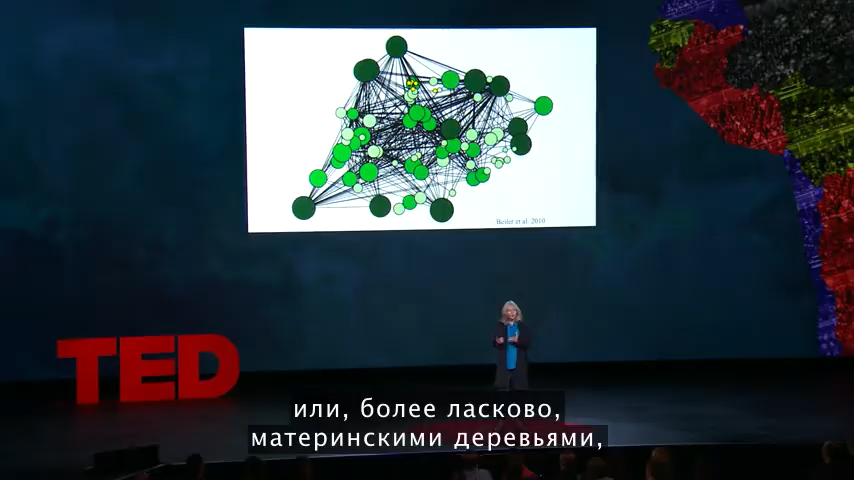 Beiler et al. 2010
TED
или, более ласково,
материнскими деревьями,